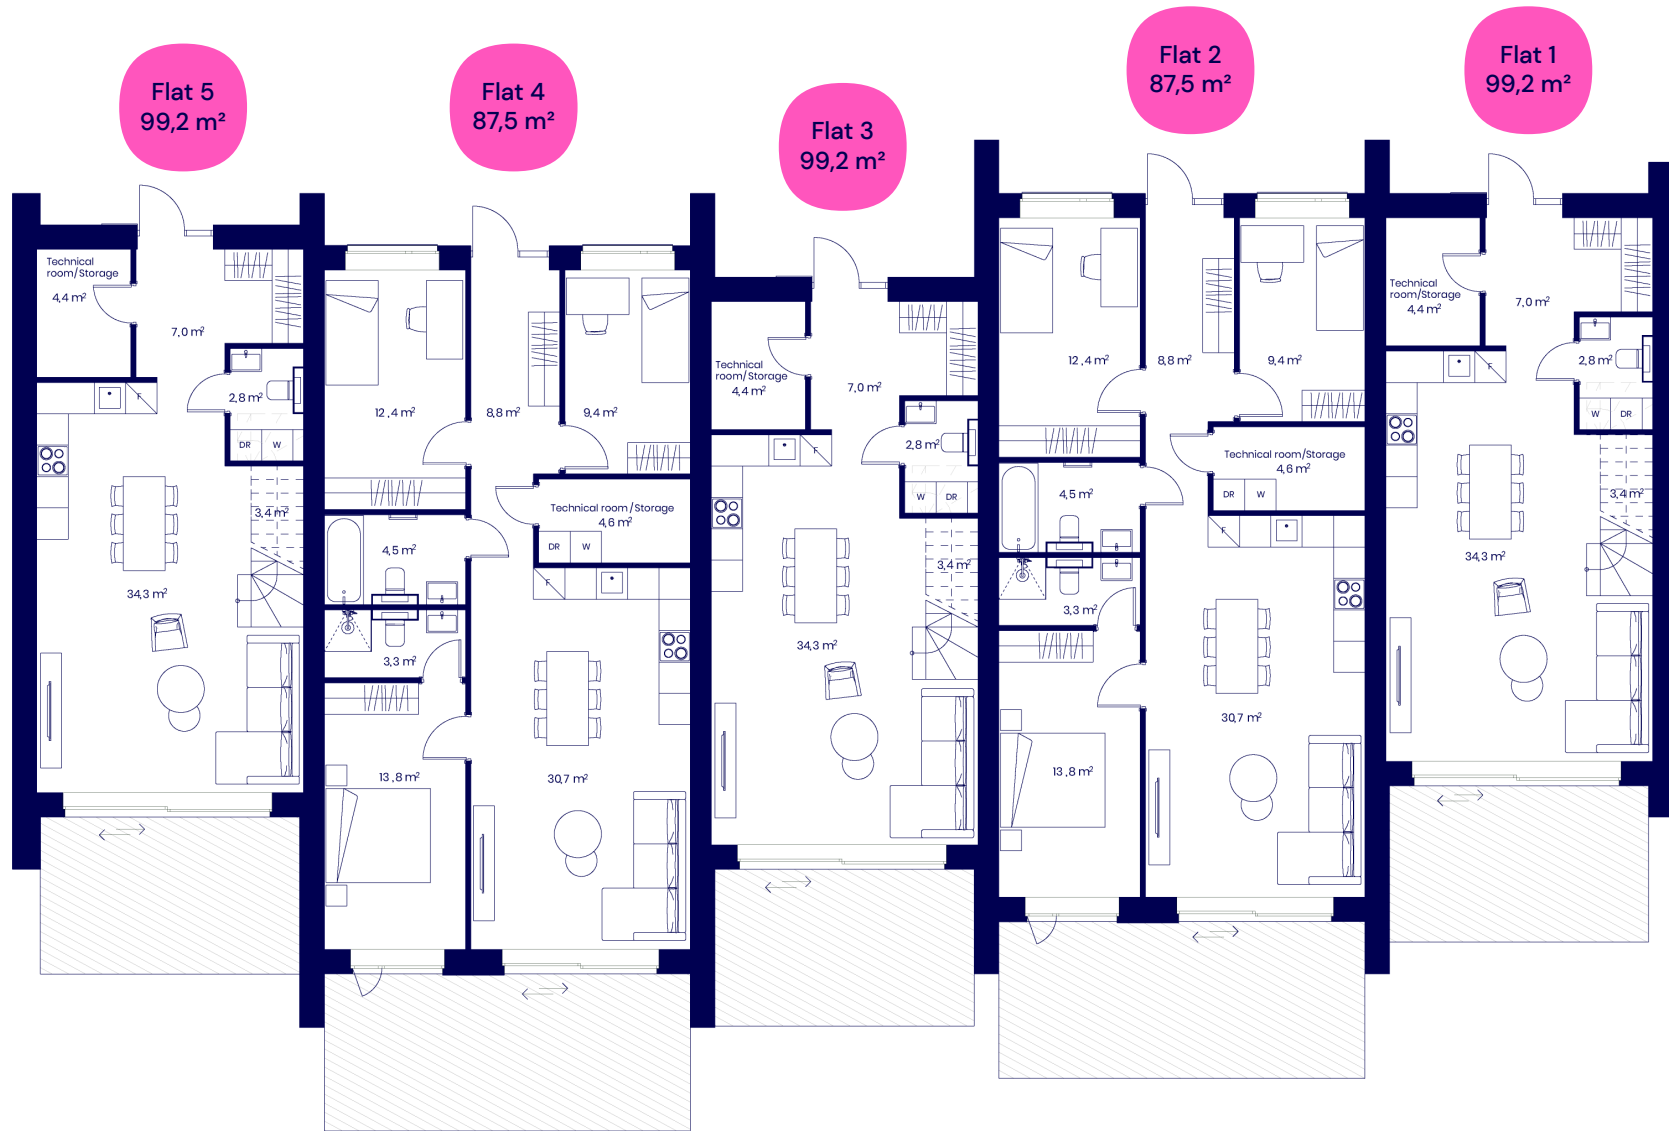 Flat 5
99,2 m²
Flat 4
87,5 m²
Flat 3
99,2 m²
Flat 2
87,5 m²
Flat 1
99,2 m²
Technical
room/Storage
4,4 m²
7,0 m²
2,8 m²
DR
W
F
3,4 m²
34,3 m²
12,4 m²
8,8 m²
9,4 m²
Technical room/Storage
4,6 m²
DR
W
4,5 m²
F
3,3 m²
13,8 m²
30,7 m²
Technical
room/Storage
4,4 m²
7,0 m²
2,8 m²
F
W
DR
3,4 m²
34,3 m²
12,4 m²
8,8 m²
9,4 m²
Technical room/Storage
4,6 m²
DR
W
4,5 m²
F
3,3 m²
30,7 m²
13,8 m²
Technical
room/Storage
4,4 m²
7,0 m²
2,8 m²
F
W
DR
3,4 m²
34,3 m²